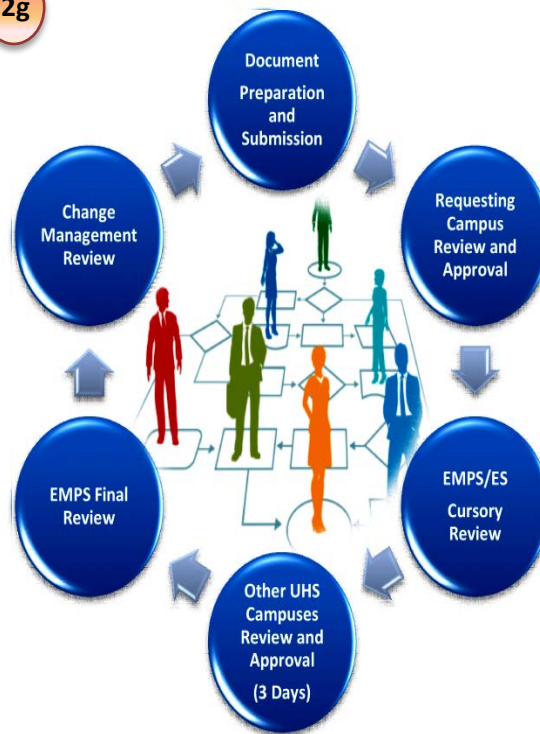 2g
Document
Preparation
and
Submission
Requesting
Campus
Review and
Approval
EMPS/ES
Cursory
Review
Other UHS
Campuses
Review and
Approval
(3 Days)
EMPS Final
Review
Change
Management
Review